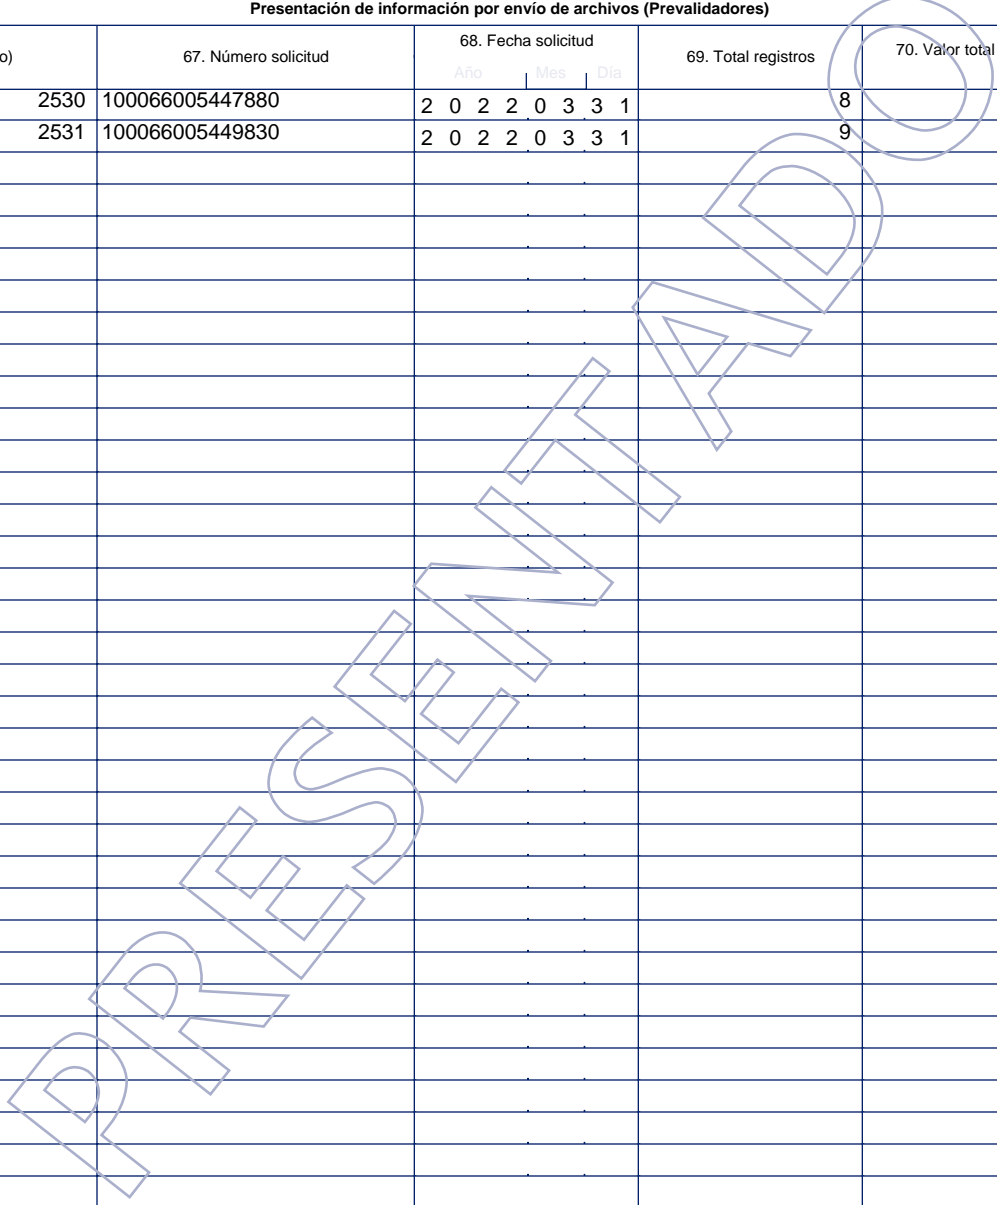 Presentación de información por envío de archivos (Prevalidadores)
o) 67. Número solicitud 68. Fecha solicitud 69. Total registros 70. Valor total
Año Mes Día
2530 100066005447880 2 0 2 2 0 3 3 1 8
2531 100066005449830 2 0 2 2 0 3 3 1 9
PRESENTADO